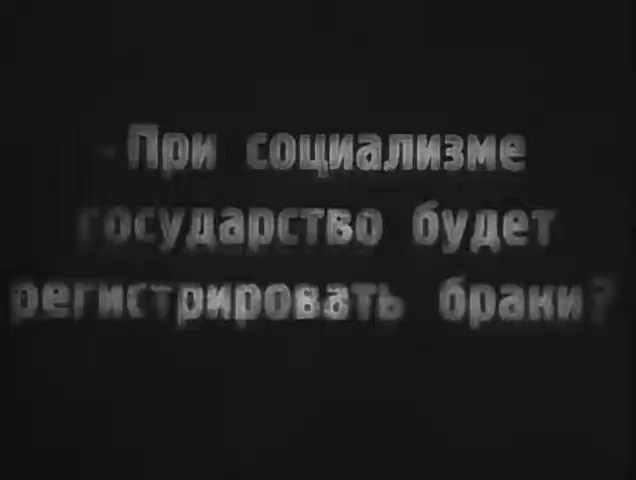 - При социализме
государство будет
регистрировать браки?